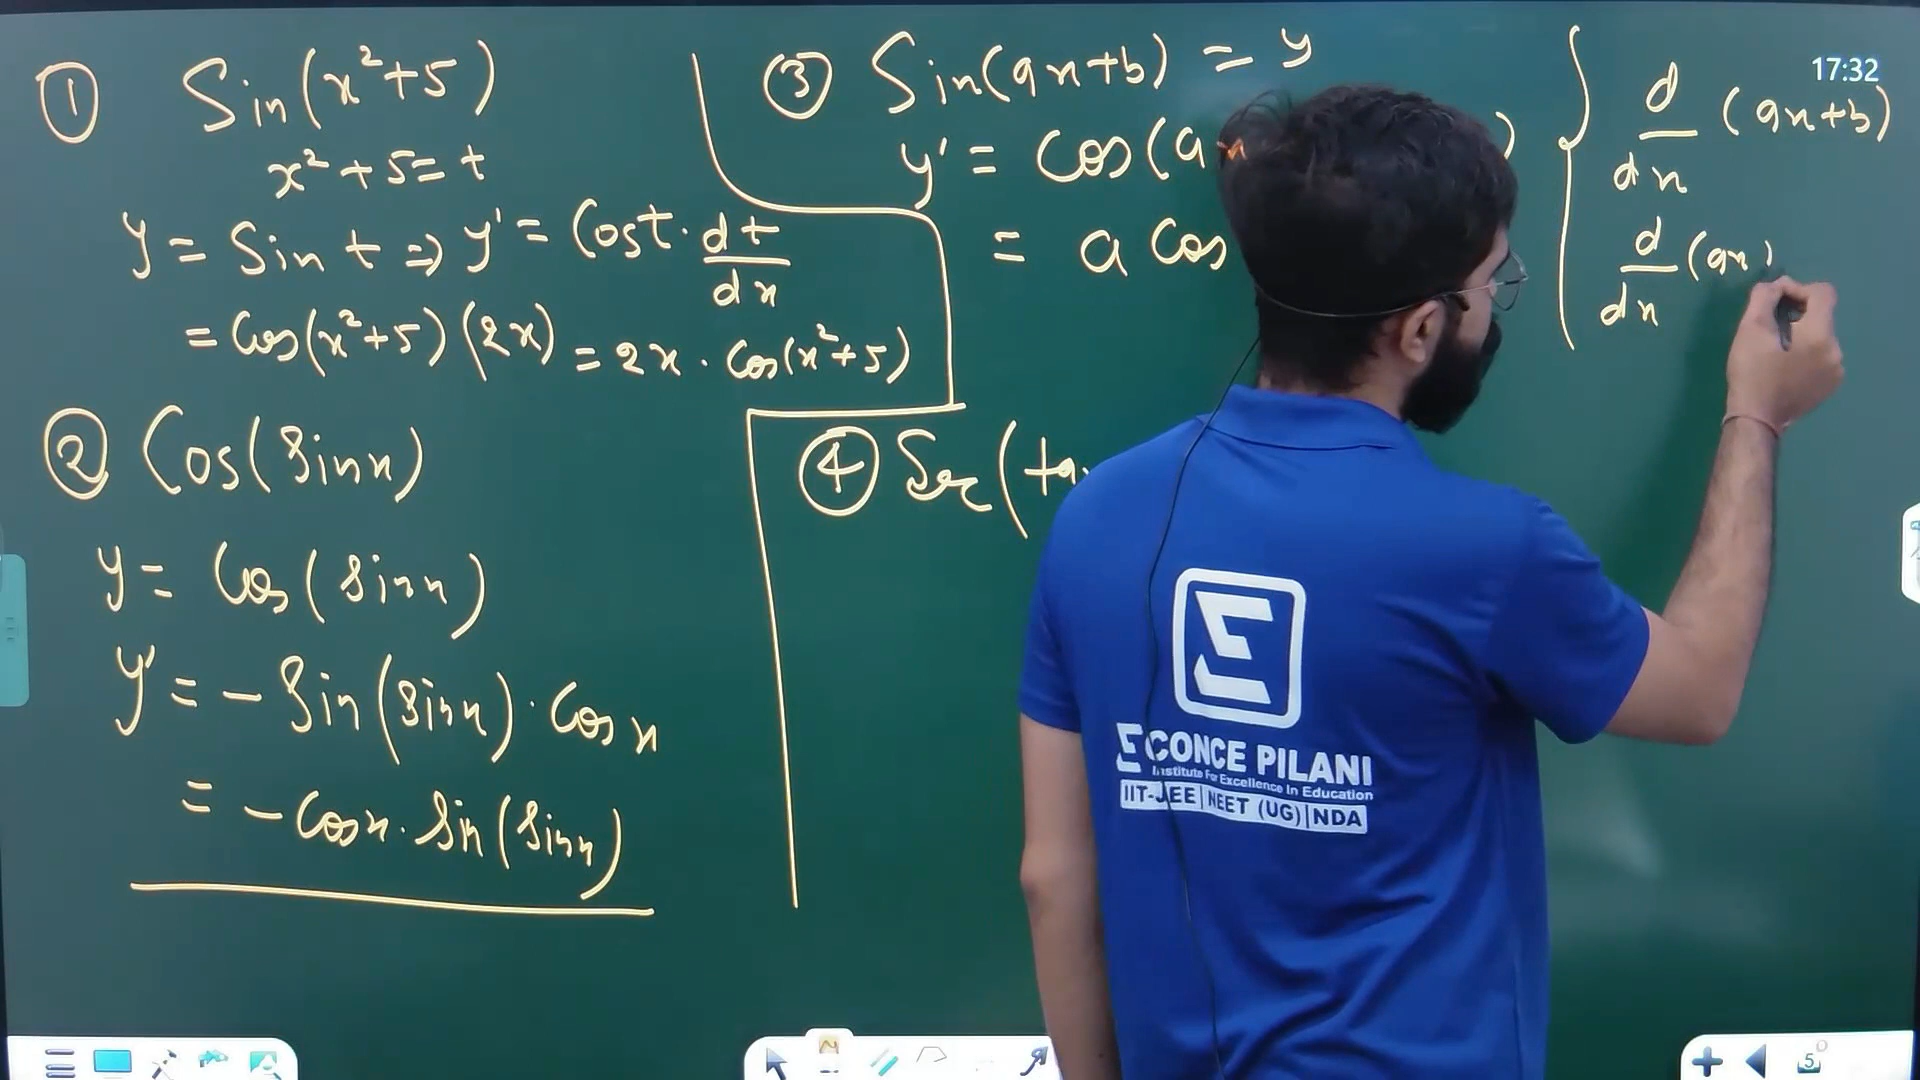 ① Sin(x²+5)
x²+5=t
y = Sin t ⇒ y' = Cost. dt/dx
= Cos(x²+5)(2x) = 2x . Cos(x²+5)
② Cos(Sinx)
y = Cos(Sinx)
y' = - Sin(Sinx) . Cosx
= - Cosx . Sin(Sinx)
③ Sin(ax+b) = y
y' = Cos(a )
= a Cos
④ Sec(ta
17:32
d/dx (ax+b)
d/dx (ax)
ECONCE PILANI
Institute For Excellence In Education
IIT-JEE|NEET (UG)|NDA
5